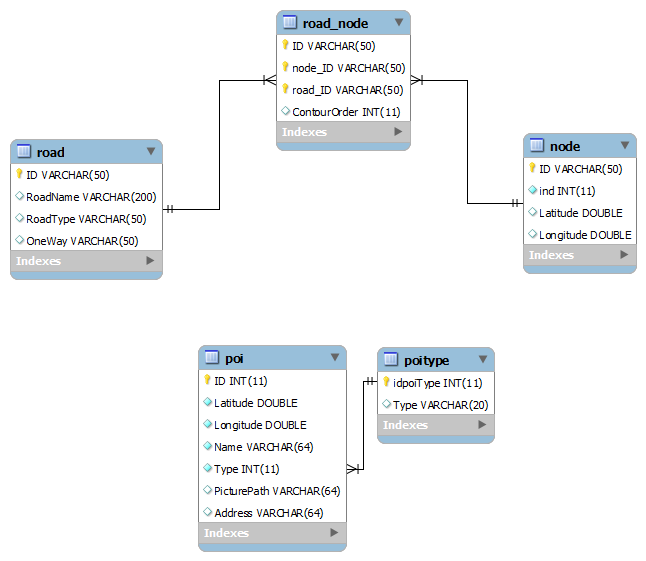 road_node
ID VARCHAR(50)
node_ID VARCHAR(50)
road_ID VARCHAR(50)
ContourOrder INT(11)
Indexes
road
ID VARCHAR(50)
RoadName VARCHAR(200)
RoadType VARCHAR(50)
OneWay VARCHAR(50)
Indexes
node
ID VARCHAR(50)
ind INT(11)
Latitude DOUBLE
Longitude DOUBLE
Indexes
poi
ID INT(11)
Latitude DOUBLE
Longitude DOUBLE
Name VARCHAR(64)
Type INT(11)
PicturePath VARCHAR(64)
Address VARCHAR(64)
Indexes
poitype
idpoiType INT(11)
Type VARCHAR(20)
Indexes